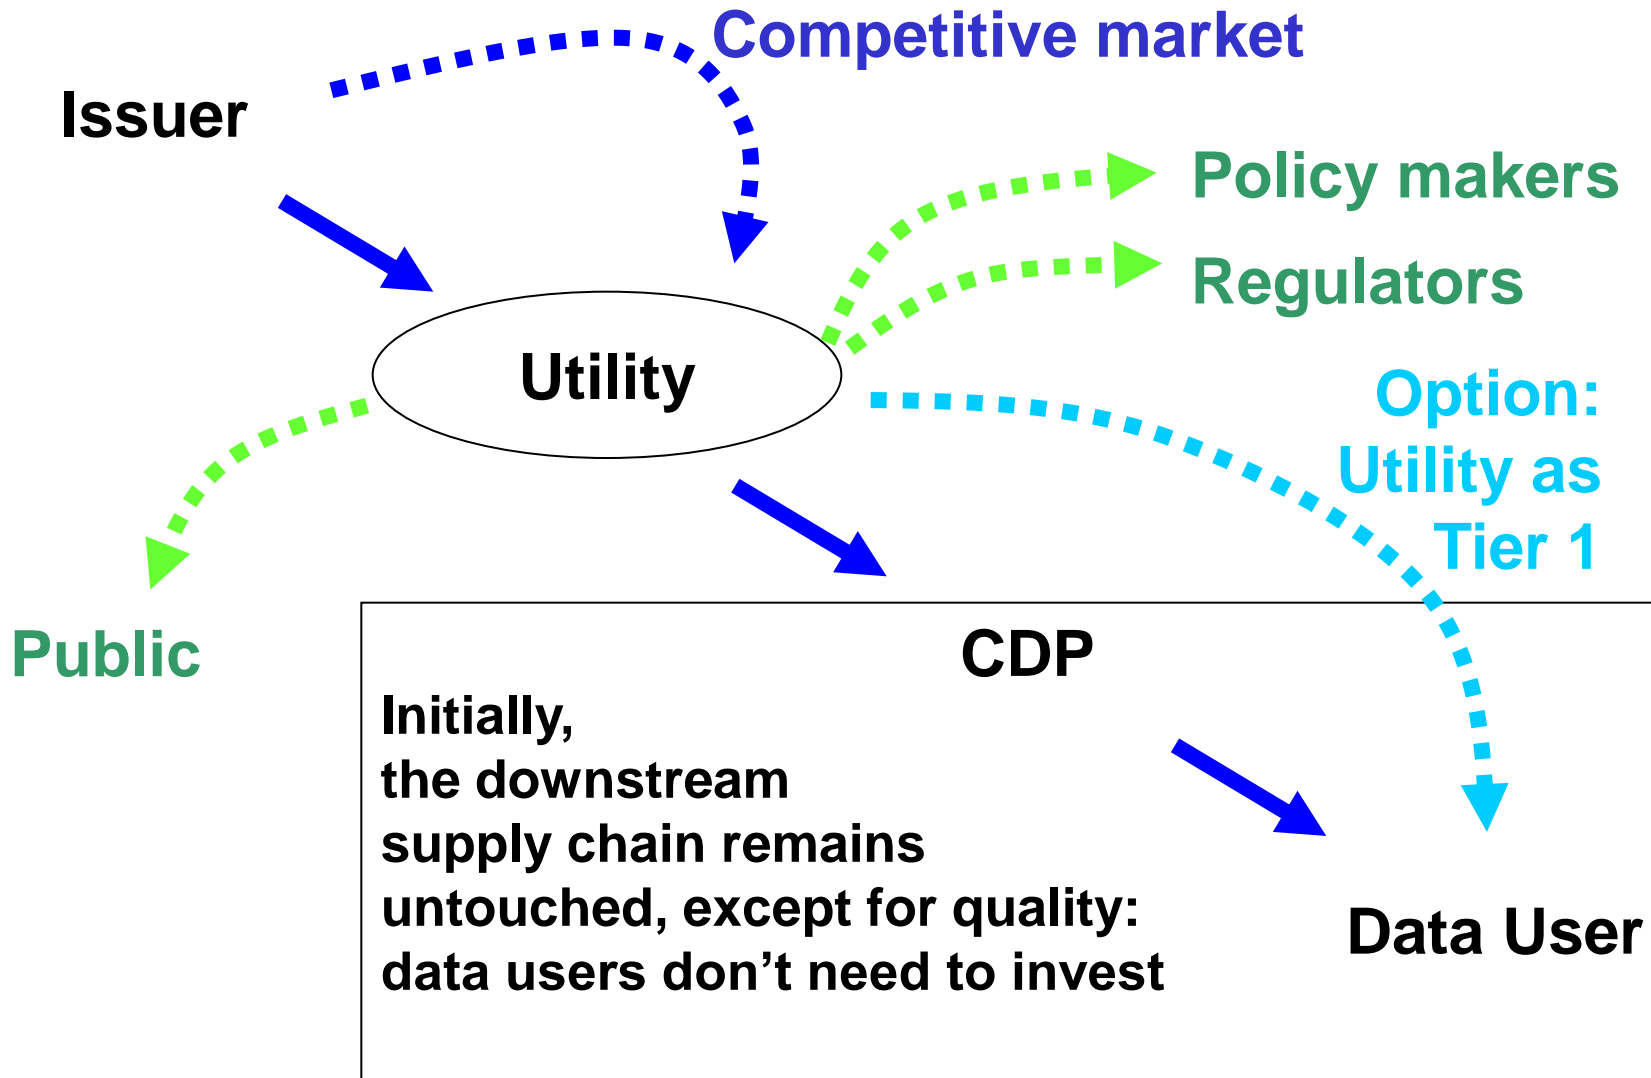 Competitive market
Issuer
Policy makers
Regulators
Utility
Option:
Utility as
Tier 1
Public
CDP
Initially,
the downstream
supply chain remains
untouched, except for quality:
data users don’t need to invest
Data User